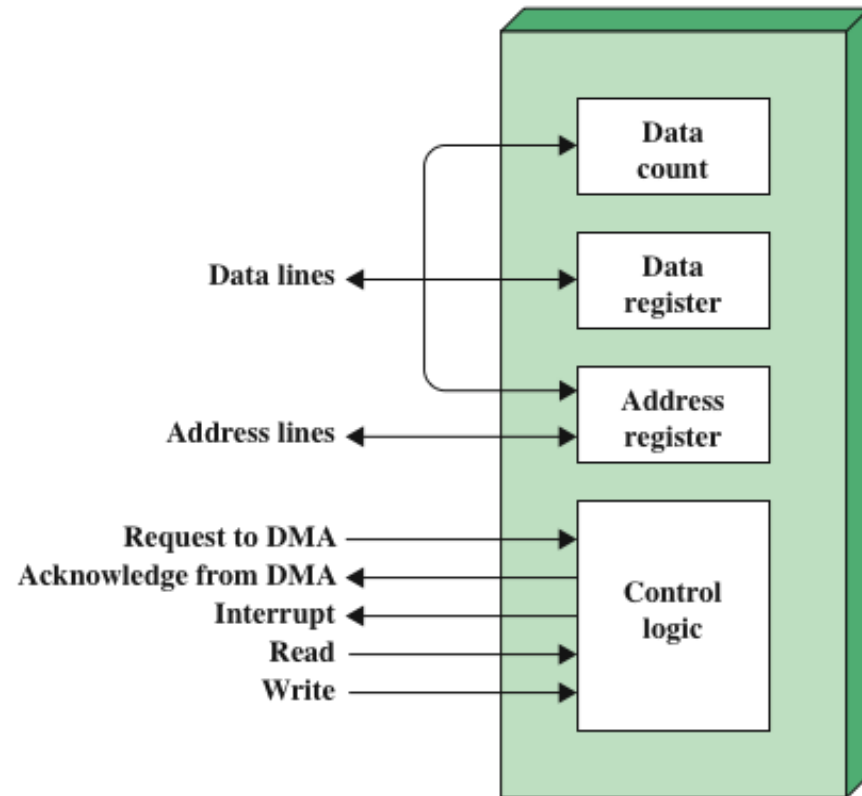 Data
count
Data lines
Data
register
Address
register
Address lines
Request to DMA
Acknowledge from DMA
Interrupt
Read
Write
Control
logic